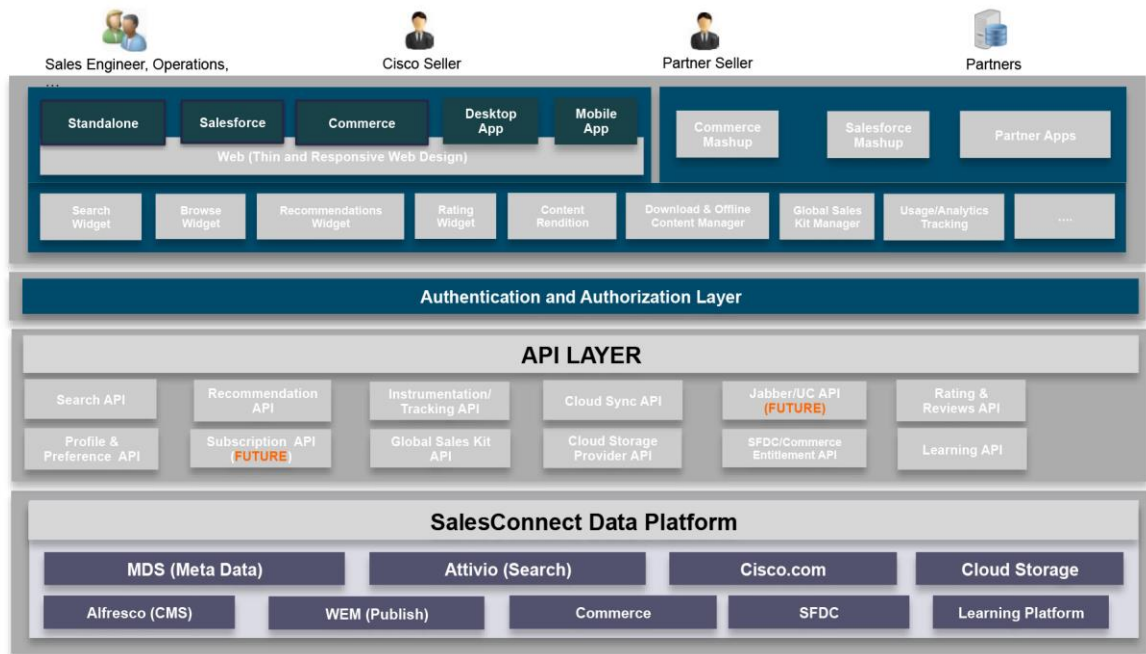 Sales Engineer, Operations,
...
Cisco Seller
Partner Seller
Partners
Standalone
Salesforce
Commerce
Desktop
App
Mobile
App
Web (Thin and Responsive Web Design)
Commerce
Mashup
Salesforce
Mashup
Partner Apps
Search
Widget
Browse
Widget
Recommendations
Widget
Rating
Widget
Content
Rendition
Download & Offline
Content Manager
Global Sales
Kit Manager
Usage/Analytics
Tracking
....
Authentication and Authorization Layer
API LAYER
Search API
Recommendation
API
Instrumentation/
Tracking API
Cloud Sync API
Jabber/UC API
(FUTURE)
Rating &
Reviews API
Profile &
Preference API
Subscription API
(FUTURE)
Global Sales Kit
API
Cloud Storage
Provider API
SFDC/Commerce
Entitlement API
Learning API
SalesConnect Data Platform
MDS (Meta Data)
Attivio (Search)
Cisco.com
Cloud Storage
Alfresco (CMS)
WEM (Publish)
Commerce
SFDC
Learning Platform